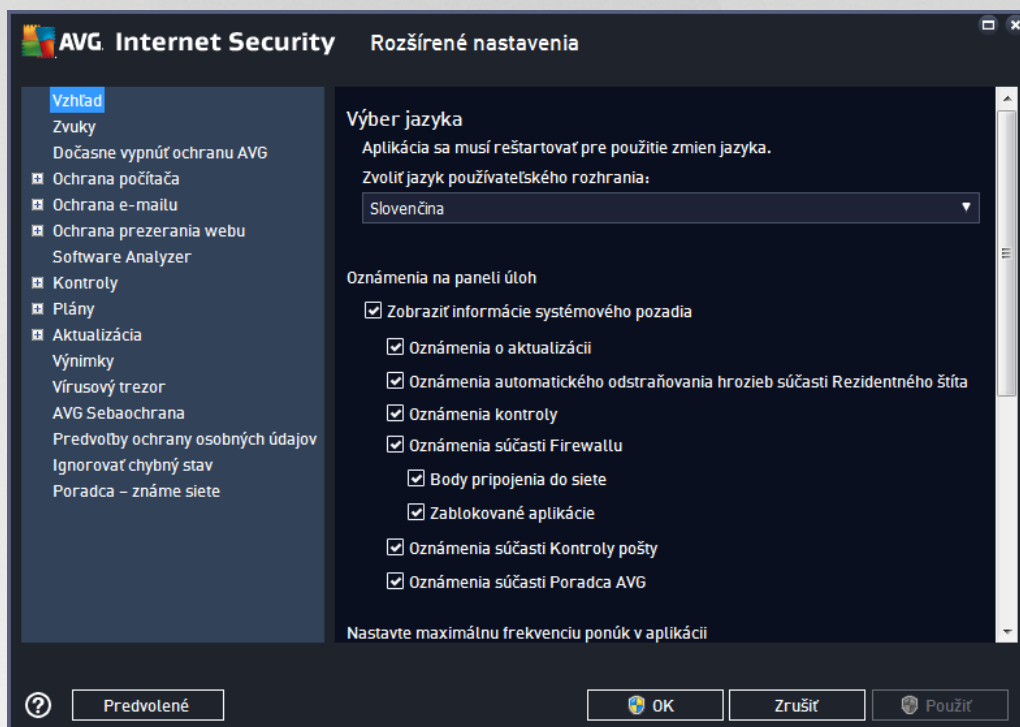 AVG. Internet Security Rozšírené nastavenia
Vzhľad
Zvuky
Dočasne vypnúť ochranu AVG
Ochrana počítača
Ochrana e-mailu
Ochrana prezerania webu
Software Analyzer
Kontroly
Plány
Aktualizácia
Výnimky
Vírusový trezor
AVG Sebaochrana
Predvoľby ochrany osobných údajov
Ignorovať chybný stav
Poradca – známe siete
Výber jazyka
Aplikácia sa musí reštartovať pre použitie zmien jazyka.
Zvoliť jazyk používateľského rozhrania:
Slovenčina
Oznámenia na paneli úloh
Zobraziť informácie systémového pozadia
Oznámenia o aktualizácii
Oznámenia automatického odstraňovania hrozieb súčasti Rezidentného štíta
Oznámenia kontroly
Oznámenia súčasti Firewallu
Body pripojenia do siete
Zablokované aplikácie
Oznámenia súčasti Kontroly pošty
Oznámenia súčasti Poradca AVG
Nastavte maximálnu frekvenciu ponúk v aplikácii
Predvolené
OK
Zrušiť
Použiť